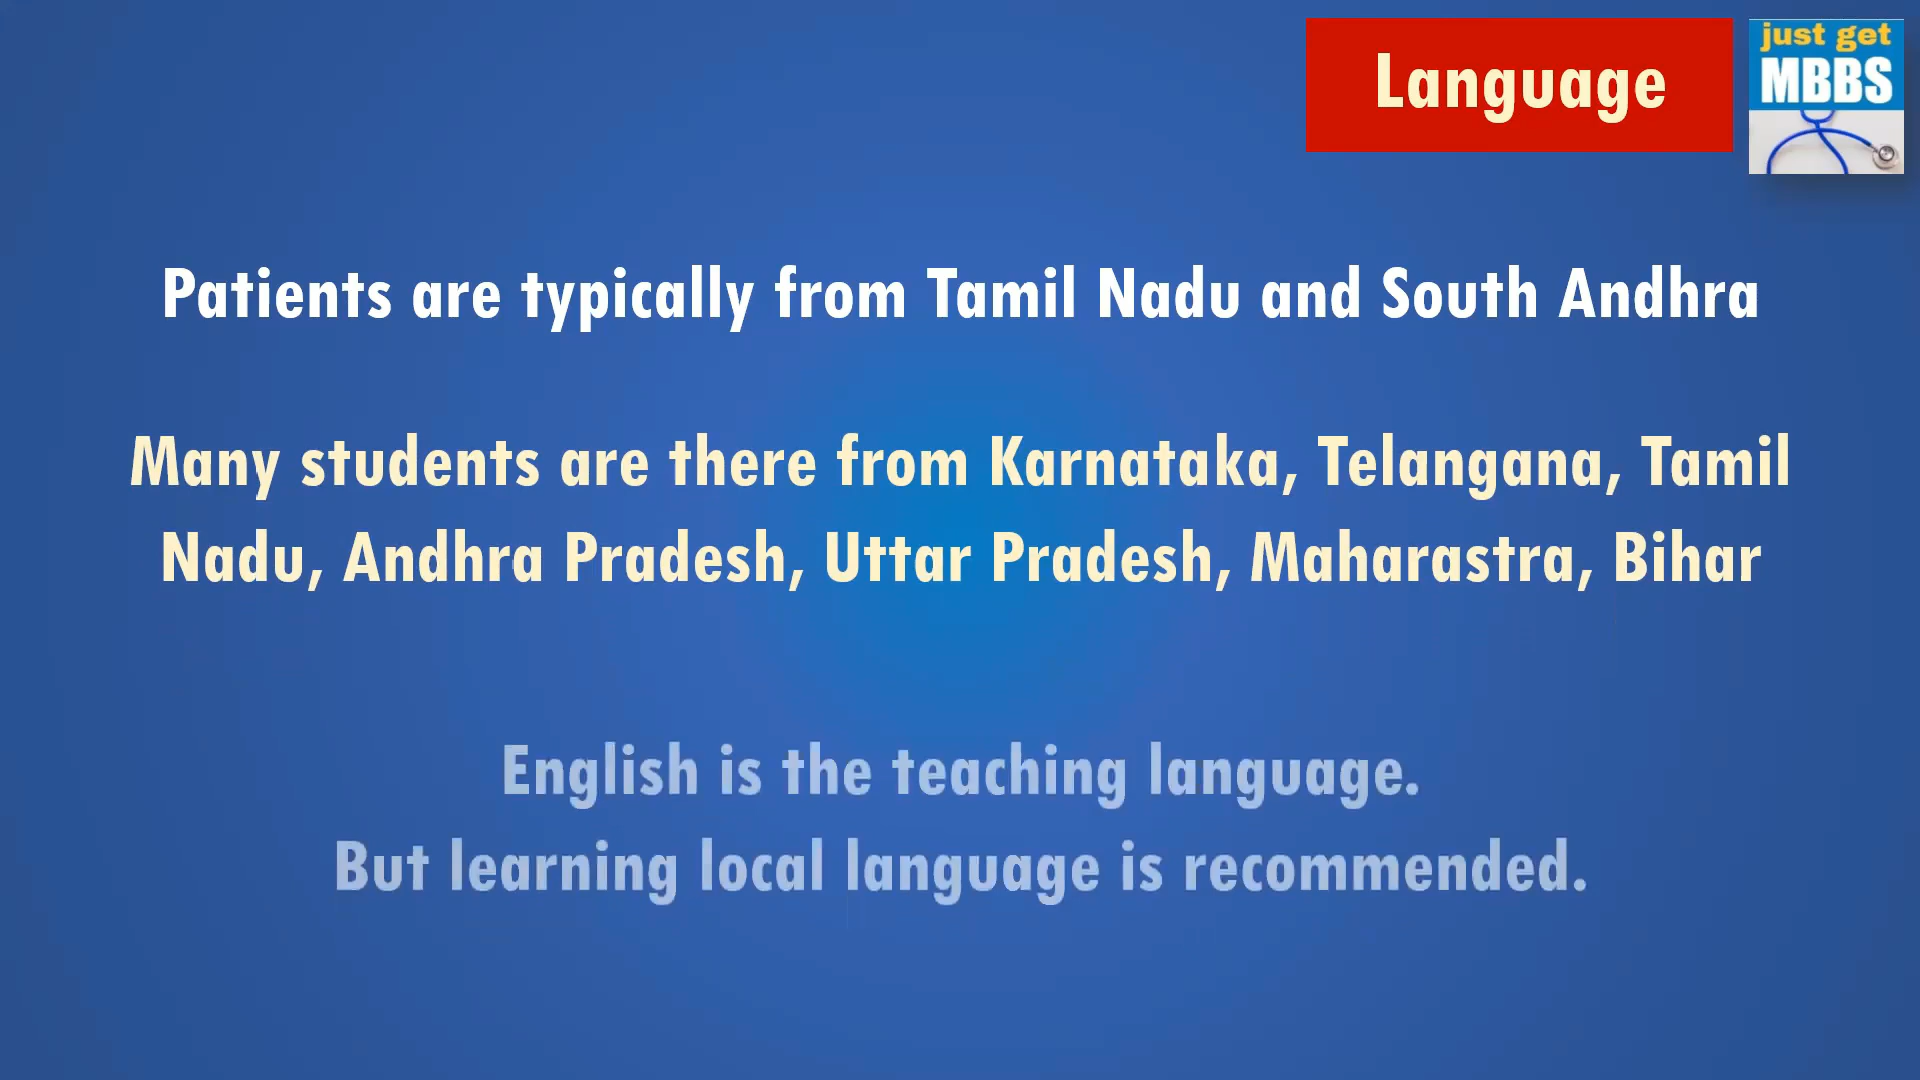 Language
just get
MBBS
Patients are typically from Tamil Nadu and South Andhra
Many students are there from Karnataka, Telangana, Tamil
Nadu, Andhra Pradesh, Uttar Pradesh, Maharastra, Bihar
English is the teaching language.
But learning local language is recommended.